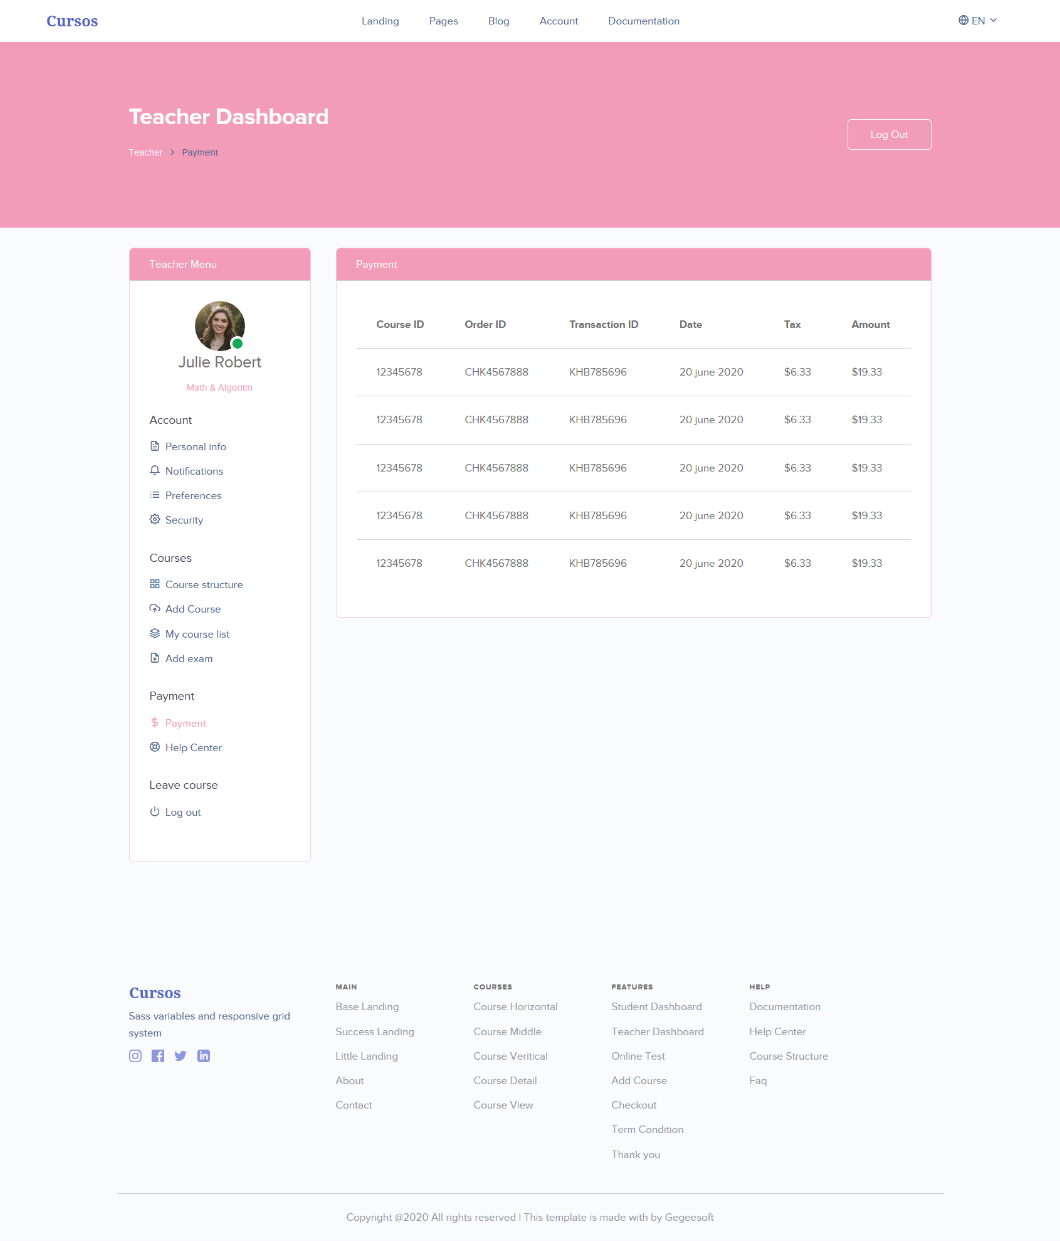 Cursos
Landing Pages Blog Account Documentation
EN
Teacher Dashboard
Teacher Payment
Log Out
Teacher Menu
Julie Robert
Math & Algoritm
Account
Personal info
Notifications
Preferences
Security
Courses
Course structure
Add Course
My course list
Add exam
Payment
Payment
Help Center
Leave course
Log out
Payment
Course ID Order ID Transaction ID Date Tax Amount
12345678 CHK4567888 KHB785696 20 june 2020 $6.33 $19.33
12345678 CHK4567888 KHB785696 20 june 2020 $6.33 $19.33
12345678 CHK4567888 KHB785696 20 june 2020 $6.33 $19.33
12345678 CHK4567888 KHB785696 20 june 2020 $6.33 $19.33
12345678 CHK4567888 KHB785696 20 june 2020 $6.33 $19.33
Cursos
Sass variables and responsive grid
system
MAIN
Base Landing
Success Landing
Little Landing
About
Contact
COURSES
Course Horizontal
Course Middle
Course Veritical
Course Detail
Course View
FEATURES
Student Dashboard
Teacher Dashboard
Online Test
Add Course
Checkout
Term Condition
Thank you
HELP
Documentation
Help Center
Course Structure
Faq
Copyright @2020 All rights reserved | This template is made with by Gegeesoft